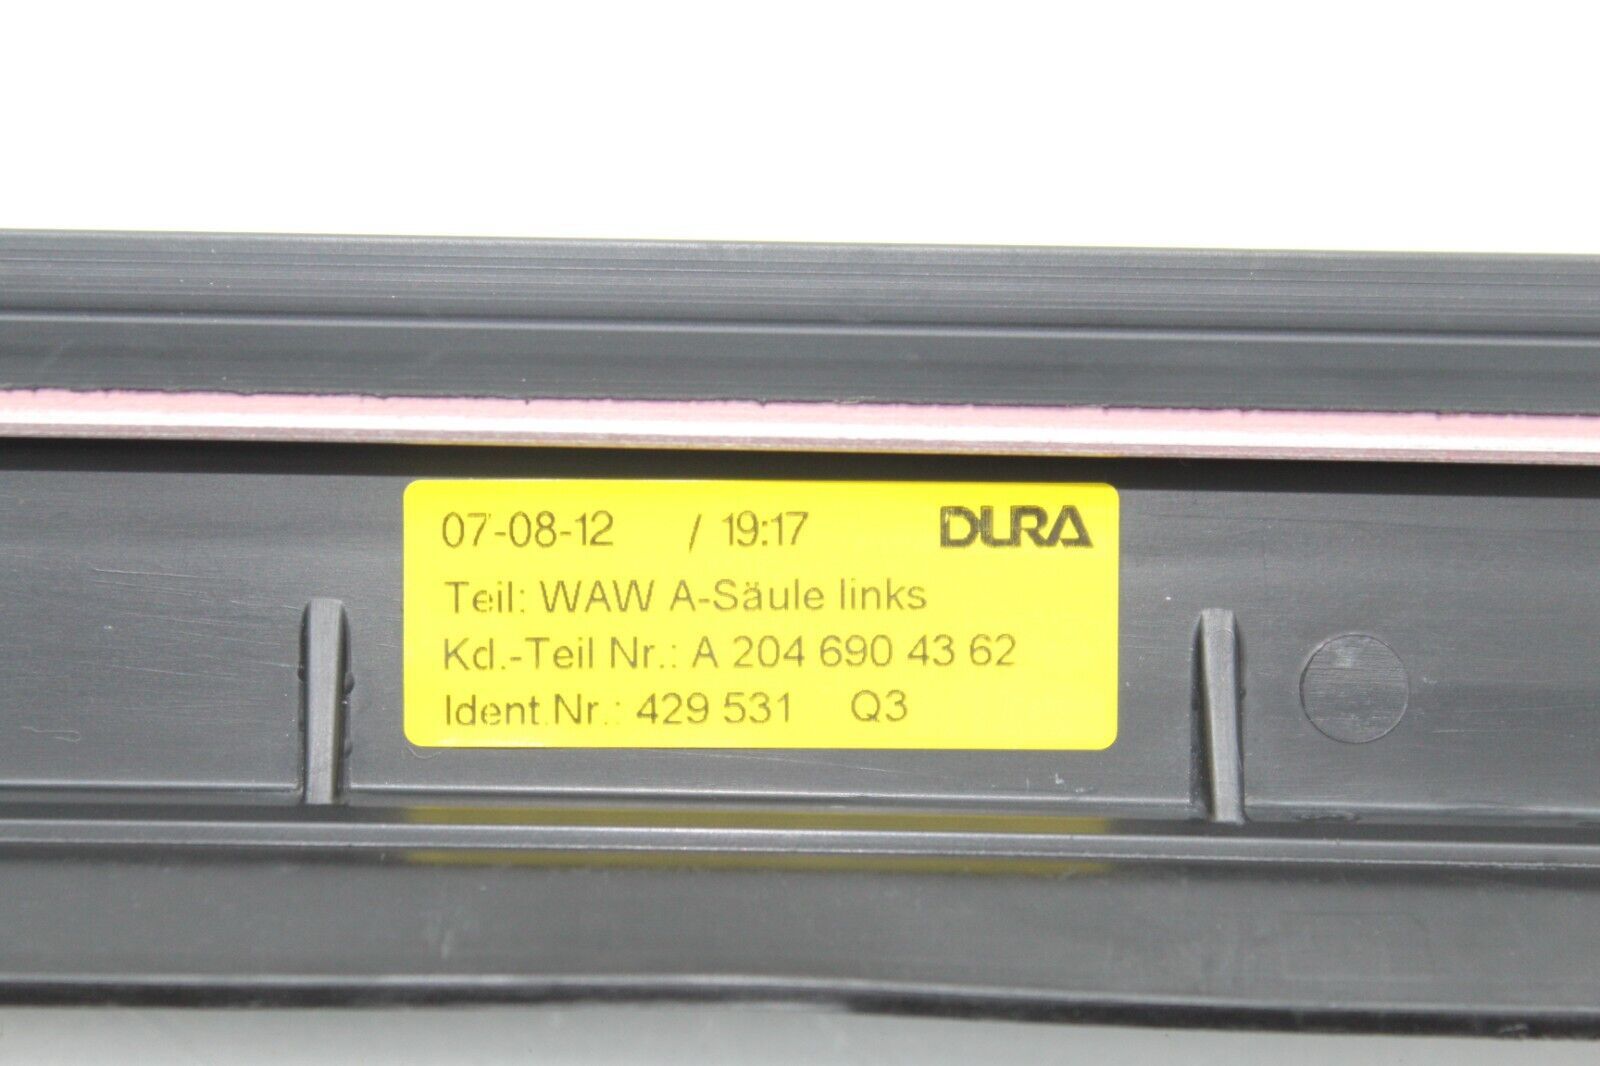 07-08-12 / 19:17 DURA
Teil: WAW A-Säule links
Kd.-Teil Nr.: A 204 690 43 62
Ident.Nr.: 429 531 Q3